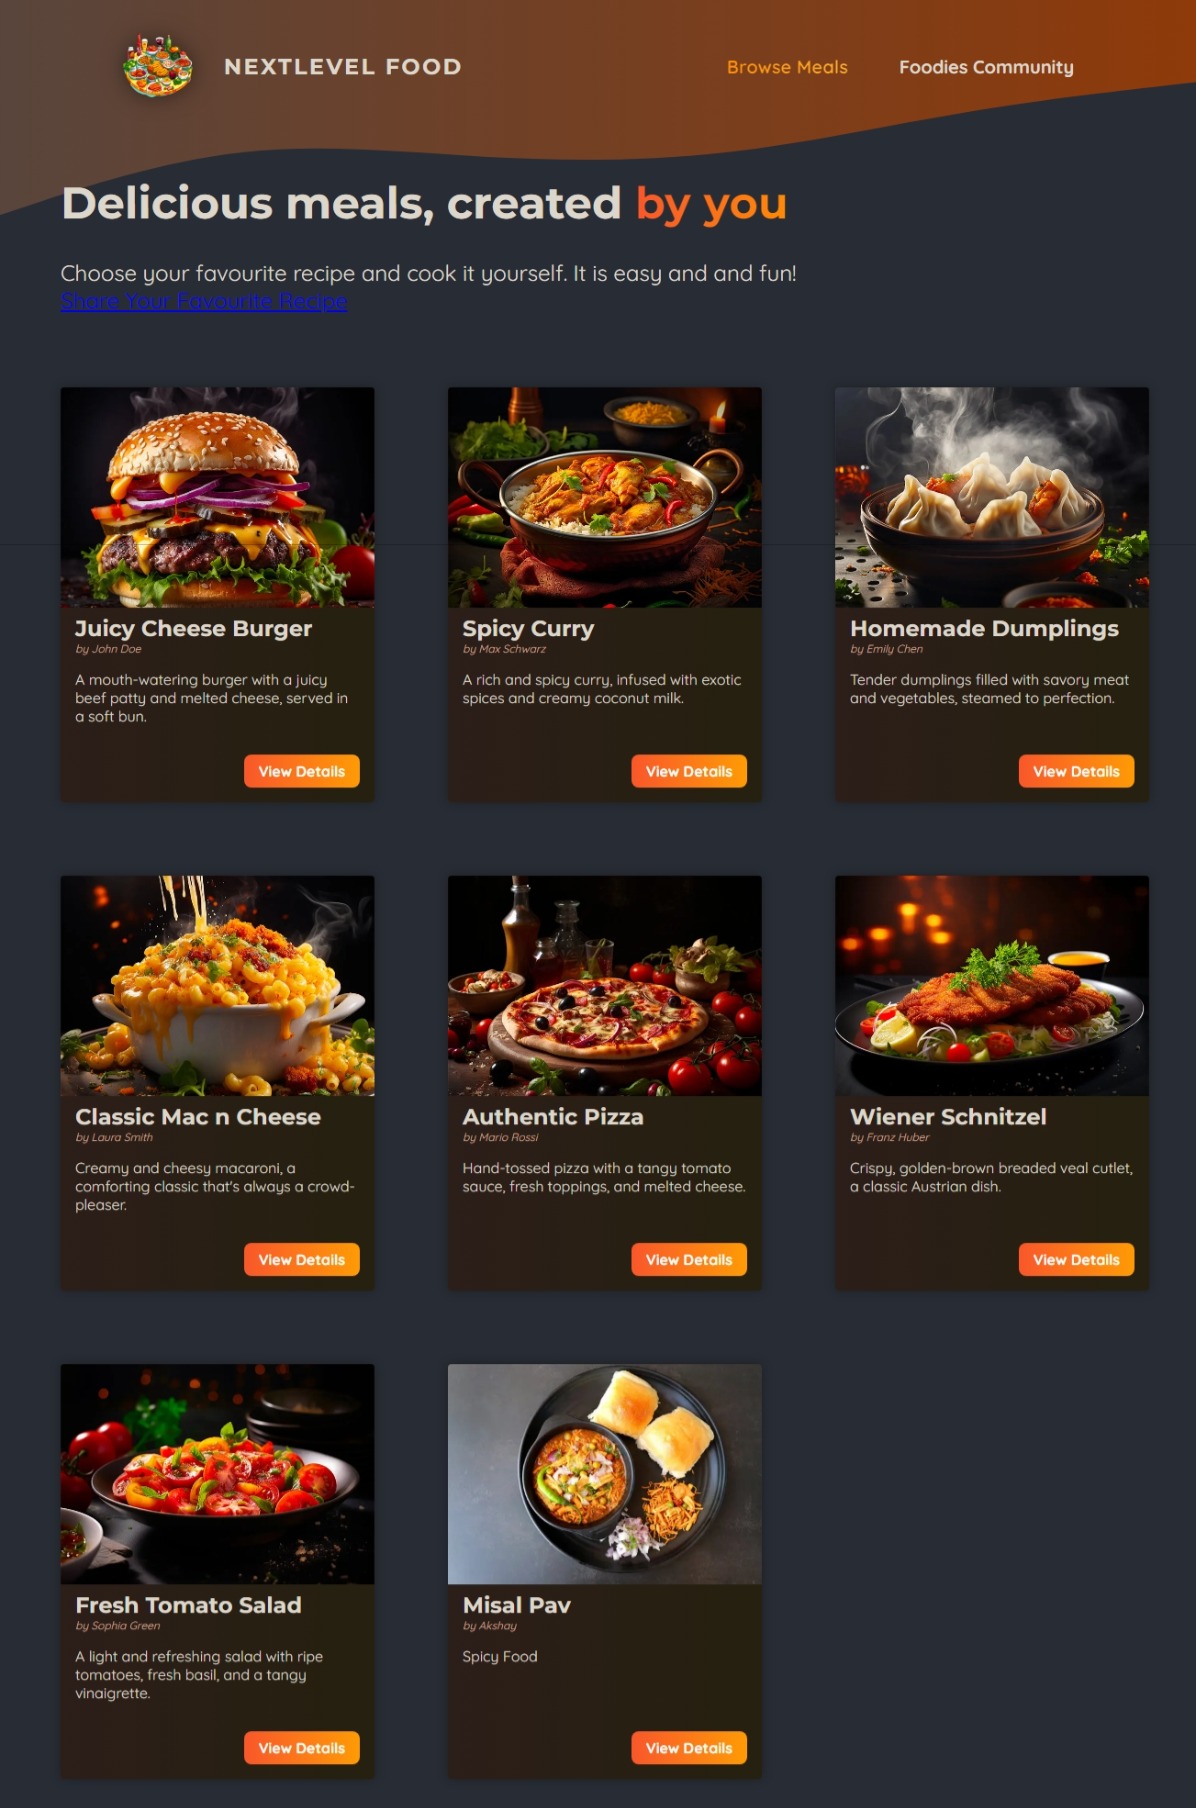 NEXTLEVEL FOOD
Browse Meals
Foodies Community
Delicious meals, created by you
Choose your favourite recipe and cook it yourself. It is easy and and fun!
Share Your Favourite Recipe
Juicy Cheese Burger
by John Doe
A mouth-watering burger with a juicy
beef patty and melted cheese, served in
a soft bun.
View Details
Spicy Curry
by Max Schwarz
A rich and spicy curry, infused with exotic
spices and creamy coconut milk.
View Details
Homemade Dumplings
by Emily Chen
Tender dumplings filled with savory meat
and vegetables, steamed to perfection.
View Details
Classic Mac n Cheese
by Laura Smith
Creamy and cheesy macaroni, a
comforting classic that's always a crowd-
pleaser.
View Details
Authentic Pizza
by Mario Rossi
Hand-tossed pizza with a tangy tomato
sauce, fresh toppings, and melted cheese.
View Details
Wiener Schnitzel
by Franz Huber
Crispy, golden-brown breaded veal cutlet,
a classic Austrian dish.
View Details
Fresh Tomato Salad
by Sophia Green
A light and refreshing salad with ripe
tomatoes, fresh basil, and a tangy
vinaigrette.
View Details
Misal Pav
by Akshay
Spicy Food
View Details